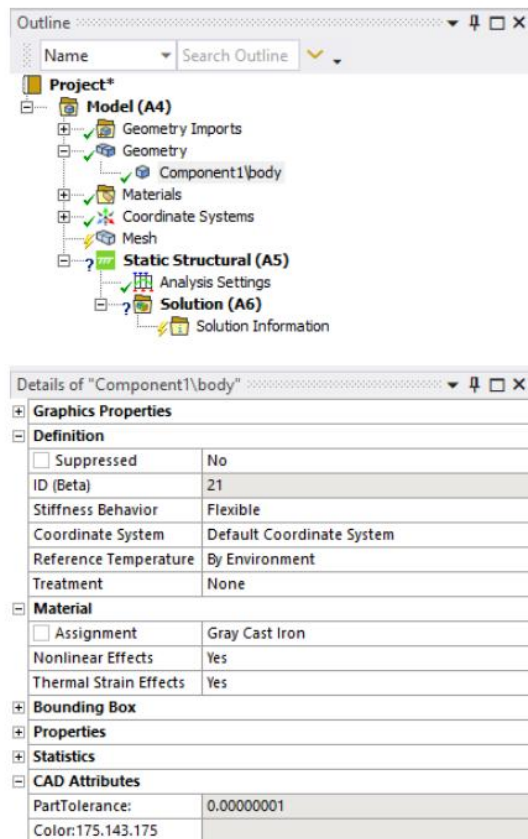 Outline
Name Search Outline
Project*
Model (A4)
Geometry Imports
Geometry
Component1\body
Materials
Coordinate Systems
Mesh
Static Structural (A5)
Analysis Settings
Solution (A6)
Solution Information
Details of "Component1\body"
Graphics Properties
Definition
Suppressed No
ID (Beta) 21
Stiffness Behavior Flexible
Coordinate System Default Coordinate System
Reference Temperature By Environment
Treatment None
Material
Assignment Gray Cast Iron
Nonlinear Effects Yes
Thermal Strain Effects Yes
Bounding Box
Properties
Statistics
CAD Attributes
PartTolerance: 0.00000001
Color:175.143.175